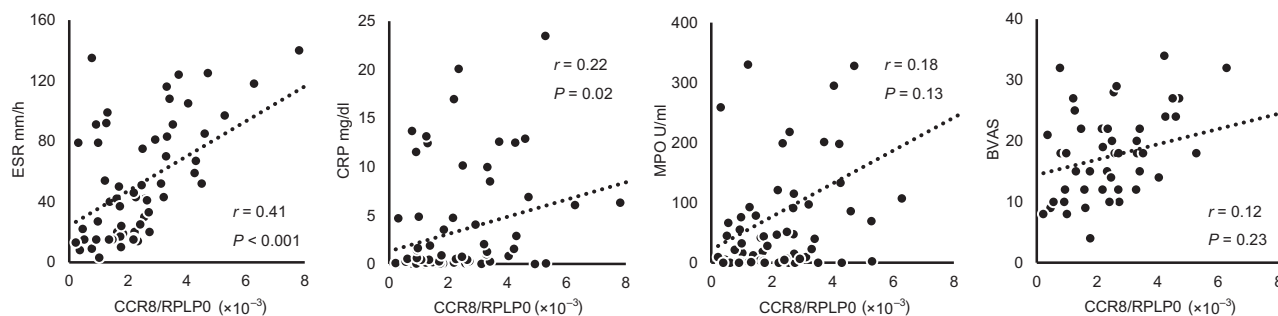 160
120
80
40
0
ESR mm/h
r = 0.41
P < 0.001
0 2 4 6 8
CCR8/RPLP0 (×10⁻³)
25
20
15
10
5
0
CRP mg/dl
r = 0.22
P = 0.02
0 2 4 6 8
CCR8/RPLP0 (×10⁻³)
400
300
200
100
0
MPO U/ml
r = 0.18
P = 0.13
0 2 4 6 8
CCR8/RPLP0 (×10⁻³)
40
30
20
10
0
BVAS
r = 0.12
P = 0.23
0 2 4 6 8
CCR8/RPLP0 (×10⁻³)